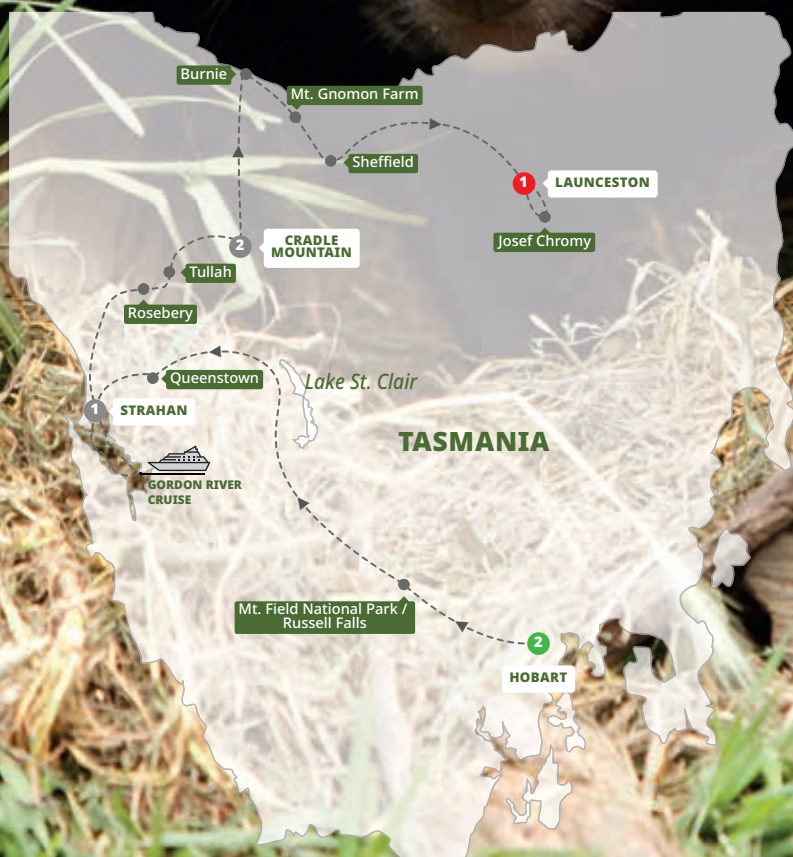 Burnie
Mt. Gnomon Farm
Sheffield
1
LAUNCESTON
Josef Chromy
2
CRADLE
MOUNTAIN
Tullah
Rosebery
Queenstown
Lake St. Clair
1
STRAHAN
TASMANIA
GORDON RIVER
CRUISE
Mt. Field National Park /
Russell Falls
2
HOBART